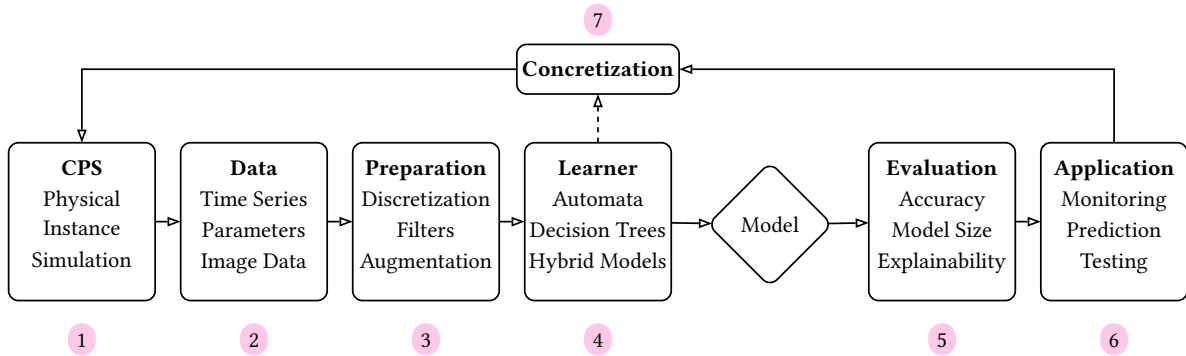 7
Concretization
CPS
Physical
Instance
Simulation
Data
Time Series
Parameters
Image Data
Preparation
Discretization
Filters
Augmentation
Learner
Automata
Decision Trees
Hybrid Models
Model
Evaluation
Accuracy
Model Size
Explainability
Application
Monitoring
Prediction
Testing
1
2
3
4
5
6